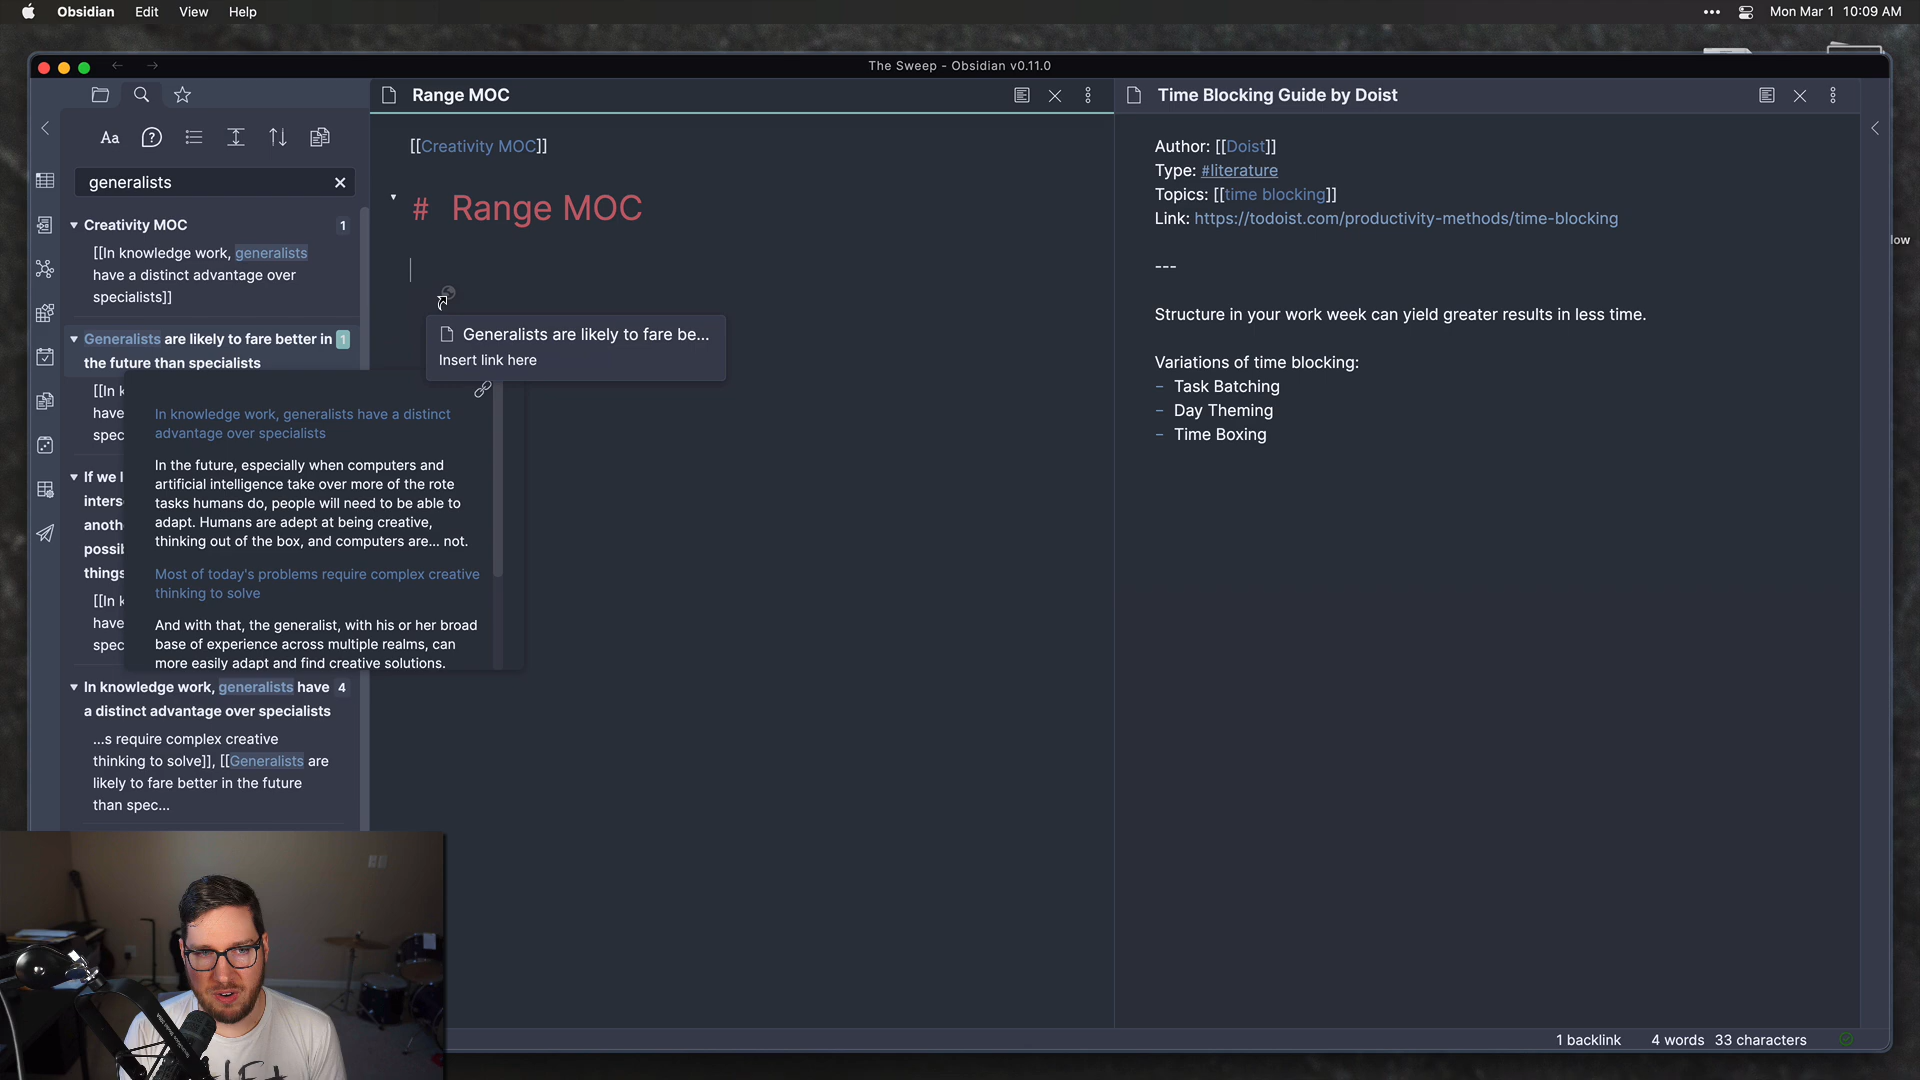 Obsidian Edit View Help
Mon Mar 1 10:09 AM
The Sweep - Obsidian v0.11.0
Aa
generalists
Creativity MOC 1
[[In knowledge work, generalists
have a distinct advantage over
specialists]]
Generalists are likely to fare better in 1
the future than specialists
[[In k
have
spec
If we l
inters
anoth
possib
things
[[In k
have
spec
In knowledge work, generalists have 4
a distinct advantage over specialists
...s require complex creative
thinking to solve]], [[Generalists are
likely to fare better in the future
than spec...
In knowledge work, generalists have a distinct
advantage over specialists
In the future, especially when computers and
artificial intelligence take over more of the rote
tasks humans do, people will need to be able to
adapt. Humans are adept at being creative,
thinking out of the box, and computers are... not.
Most of today's problems require complex creative
thinking to solve
And with that, the generalist, with his or her broad
base of experience across multiple realms, can
more easily adapt and find creative solutions.
Range MOC
[[Creativity MOC]]
# Range MOC
Generalists are likely to fare be...
Insert link here
Time Blocking Guide by Doist
Author: [[Doist]]
Type: #literature
Topics: [[time blocking]]
Link: https://todoist.com/productivity-methods/time-blocking
---
Structure in your work week can yield greater results in less time.
Variations of time blocking:
- Task Batching
- Day Theming
- Time Boxing
low
1 backlink 4 words 33 characters